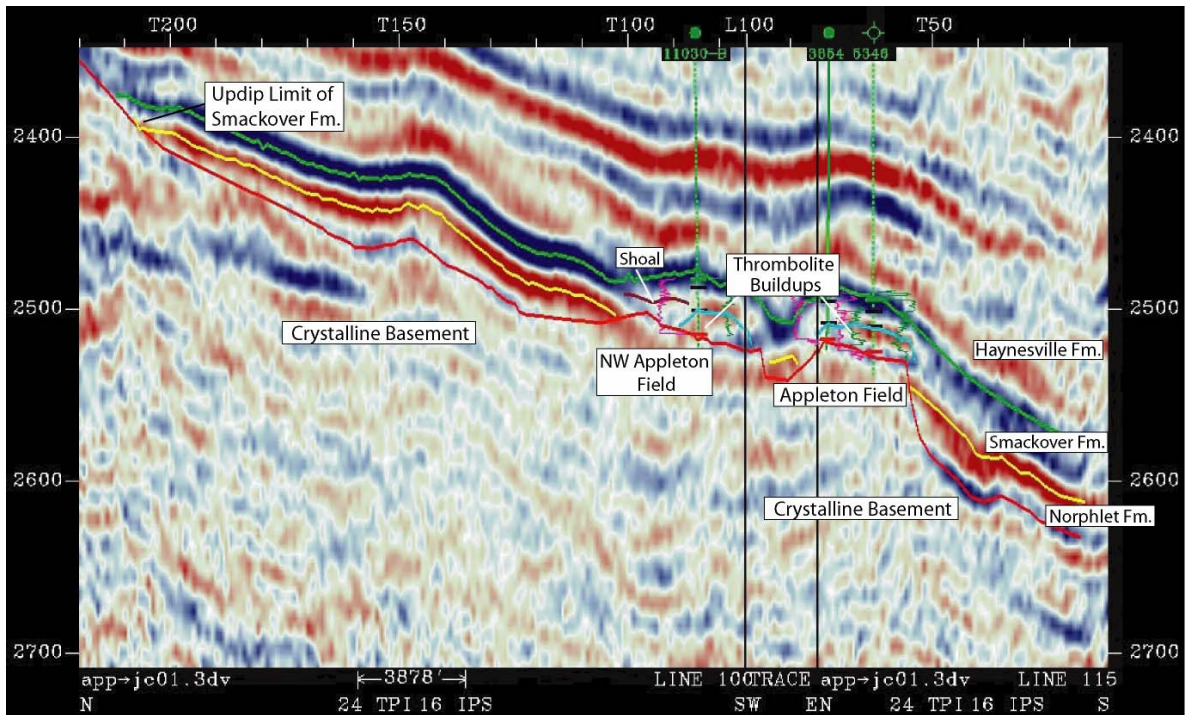 T200 T150 T100 L100 T50
11030-B 3854 5346
Updip Limit of
Smackover Fm.
2400 2400
Shoal
Thrombolite
Buildups
2500 2500
Crystalline Basement
NW Appleton
Field
Haynesville Fm.
Appleton Field
Smackover Fm.
2600 2600
Crystalline Basement
Norphlet Fm.
2700 2700
app→jc01.3dv 3878' LINE 100TRACE app→jc01.3dv LINE 115
N 24 TPI 16 IPS SW EN 24 TPI 16 IPS S